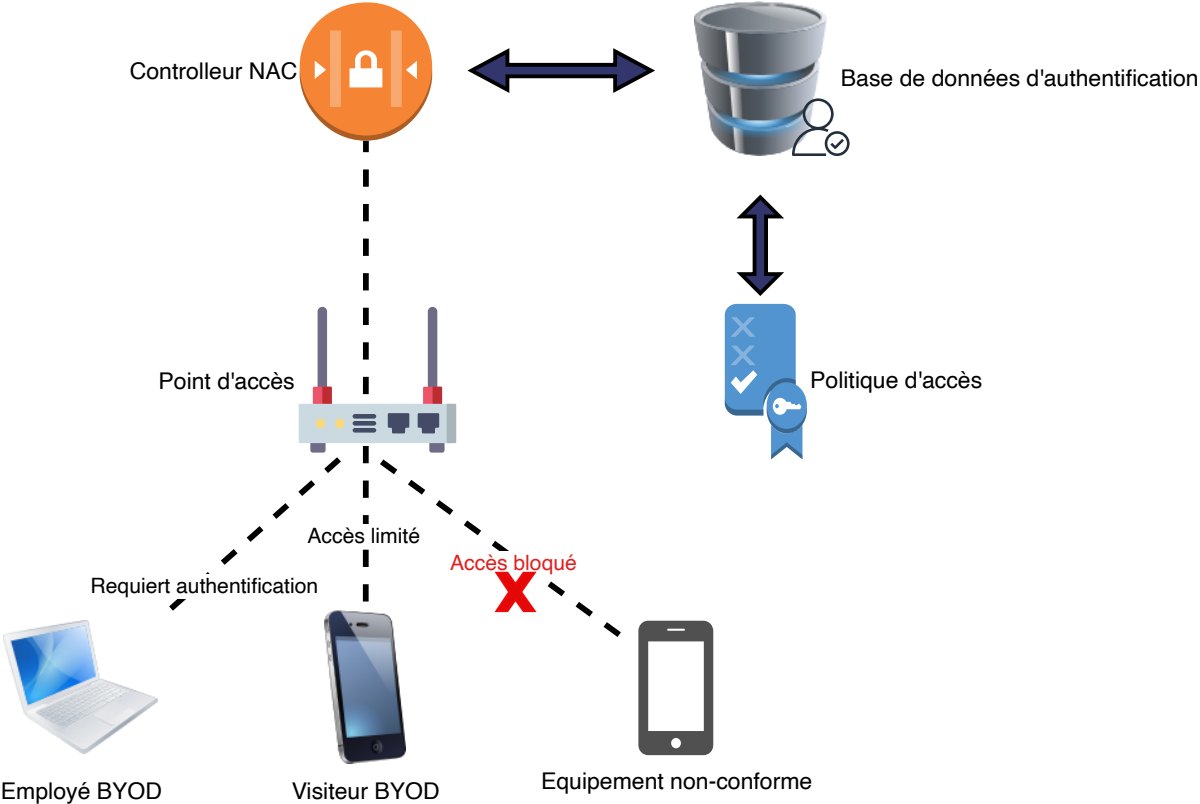 Controlleur NAC
Base de données d'authentification
Point d'accès
Politique d'accès
Accès limité
Accès bloqué
Requiert authentification
Employé BYOD
Visiteur BYOD
Equipement non-conforme